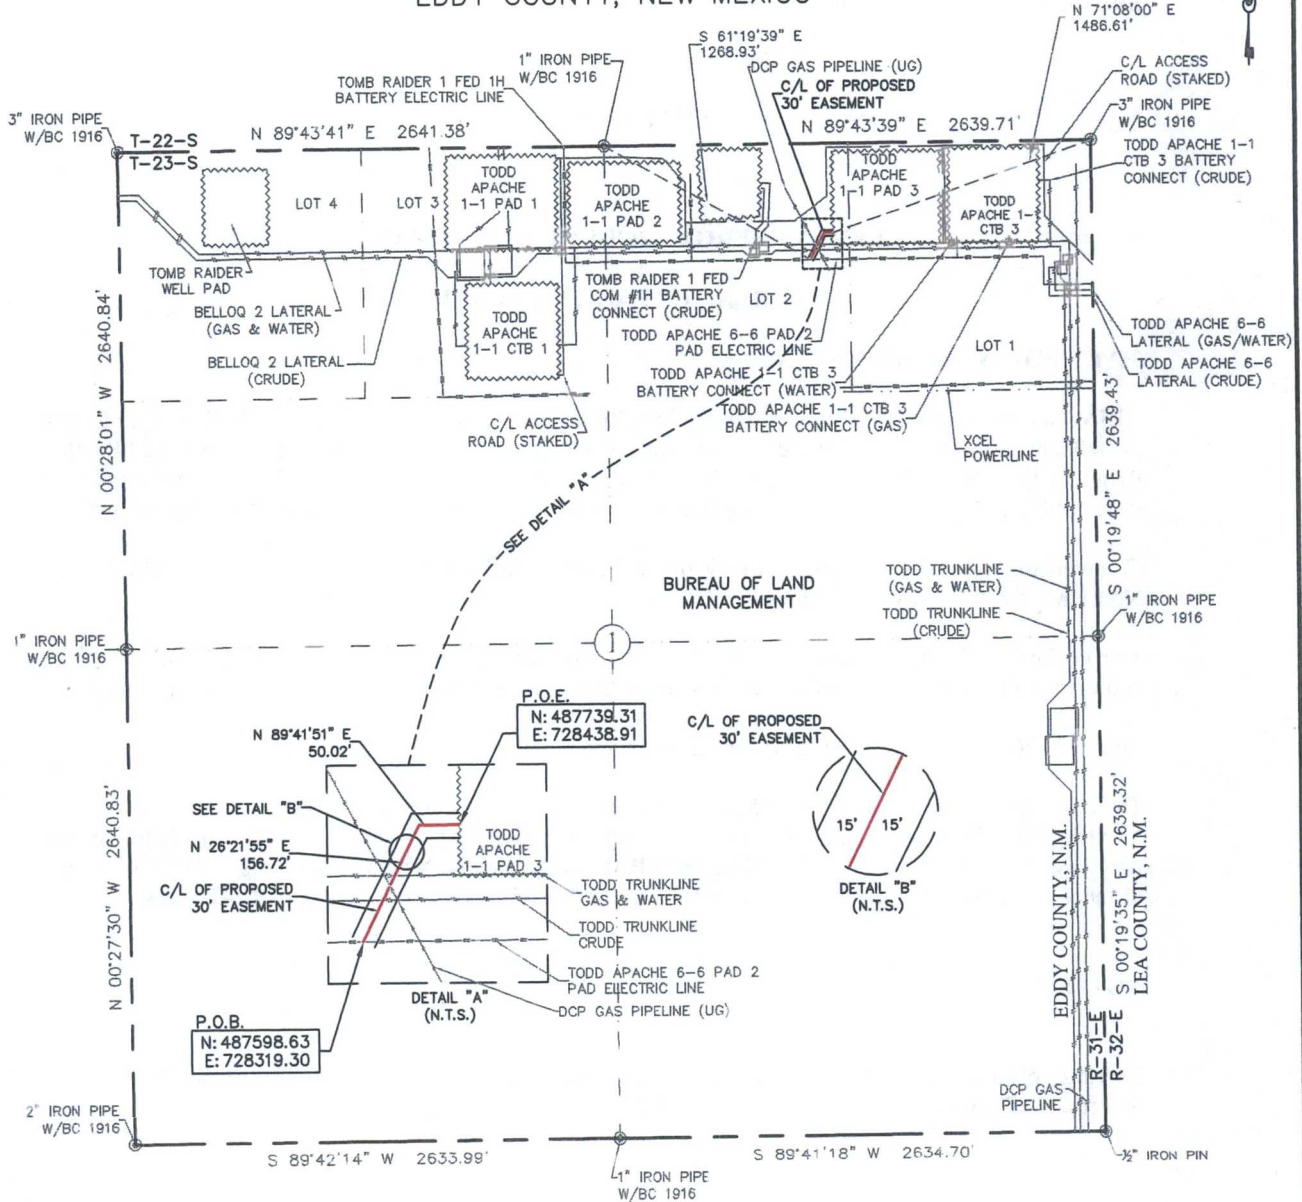 EDDY COUNTY, NEW MEXICO
N 71°08'00" E
1486.61'
S 61°19'39" E
1268.93'
1" IRON PIPE
W/BC 1916
DCP GAS PIPELINE (UG)
C/L OF PROPOSED
30' EASEMENT
C/L ACCESS
ROAD (STAKED)
TOMB RAIDER 1 FED 1H
BATTERY ELECTRIC LINE
3" IRON PIPE
W/BC 1916
3" IRON PIPE
W/BC 1916
N 89°43'41" E 2641.38'
N 89°43'39" E 2639.71'
T-22-S
T-23-S
TODD APACHE 1-1
CTB 3 BATTERY
CONNECT (CRUDE)
LOT 4
LOT 3
TODD
APACHE
1-1 PAD 1
TODD
APACHE
1-1 PAD 2
TODD
APACHE
1-1 PAD 3
TODD
APACHE 1-1
CTB 3
TOMB RAIDER
WELL PAD
BELLOQ 2 LATERAL
(GAS & WATER)
BELLOQ 2 LATERAL
(CRUDE)
TODD
APACHE
1-1 CTB 1
TOMB RAIDER 1 FED
COM #1H BATTERY
CONNECT (CRUDE)
LOT 2
TODD APACHE 6-6 PAD 2
PAD ELECTRIC LINE
LOT 1
TODD APACHE 6-6
LATERAL (GAS/WATER)
TODD APACHE 6-6
LATERAL (CRUDE)
TODD APACHE 1-1 CTB 3
BATTERY CONNECT (WATER)
TODD APACHE 1-1 CTB 3
BATTERY CONNECT (GAS)
C/L ACCESS
ROAD (STAKED)
XCEL
POWERLINE
N 00°28'01" W 2640.84'
S 00°19'48" E 2639.43'
SEE DETAIL "A"
BUREAU OF LAND
MANAGEMENT
TODD TRUNKLINE
(GAS & WATER)
TODD TRUNKLINE
(CRUDE)
1" IRON PIPE
W/BC 1916
1" IRON PIPE
W/BC 1916
1
P.O.E.
N: 487739.31
E: 728438.91
N 89°41'51" E
50.02'
C/L OF PROPOSED
30' EASEMENT
SEE DETAIL "B"
N 26°21'55" E
156.72'
C/L OF PROPOSED
30' EASEMENT
TODD
APACHE
1-1 PAD 3
15' 15'
DETAIL "B"
(N.T.S.)
TODD TRUNKLINE
GAS & WATER
TODD TRUNKLINE
CRUDE
TODD APACHE 6-6 PAD 2
PAD ELECTRIC LINE
DCP GAS PIPELINE (UG)
DETAIL "A"
(N.T.S.)
N 00°27'30" W 2640.83'
EDDY COUNTY, N.M.
LEA COUNTY, N.M.
S 00°19'35" E 2639.32'
R-31-E
R-32-E
P.O.B.
N: 487598.63
E: 728319.30
DCP GAS
PIPELINE
2" IRON PIPE
W/BC 1916
S 89°42'14" W 2633.99'
S 89°41'18" W 2634.70'
1" IRON PIPE
W/BC 1916
½" IRON PIN